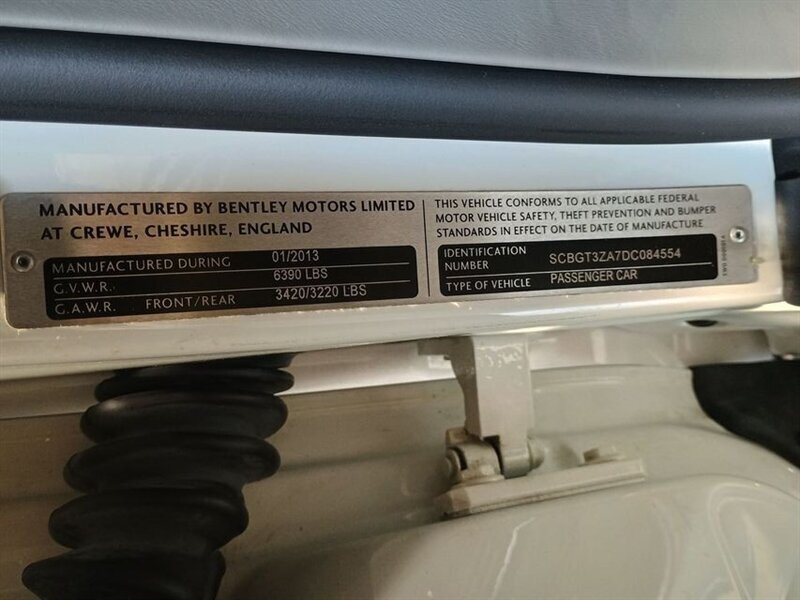 MANUFACTURED BY BENTLEY MOTORS LIMITED
AT CREWE, CHESHIRE, ENGLAND
MANUFACTURED DURING 01/2013
G.V.W.R. 6390 LBS
G.A.W.R. FRONT/REAR 3420/3220 LBS
THIS VEHICLE CONFORMS TO ALL APPLICABLE FEDERAL
MOTOR VEHICLE SAFETY, THEFT PREVENTION AND BUMPER
STANDARDS IN EFFECT ON THE DATE OF MANUFACTURE
IDENTIFICATION
NUMBER SCBGT3ZA7DC084554
TYPE OF VEHICLE PASSENGER CAR